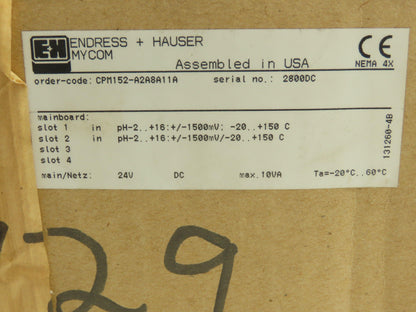 E+H ENDRESS + HAUSER
MYCOM
Assembled in USA
CE
NEMA 4X
order-code: CPM152-A2A8A11A serial no.: 2800DC
mainboard:
slot 1 in pH-2..+16:+/-1500mV: -20..+150 C
slot 2 in pH-2..+16:+/-1500mV/-20..+150 C
slot 3
slot 4
131260-4B
main/Netz: 24V DC max.10VA Ta=-20°C..60°C
29